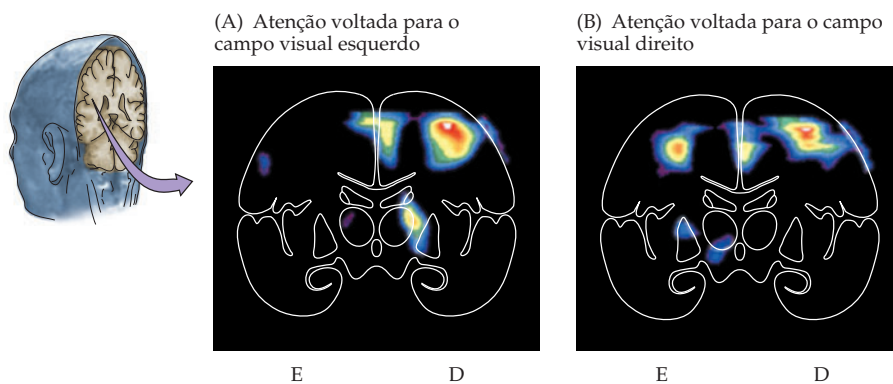 (A) Atenção voltada para o
campo visual esquerdo
(B) Atenção voltada para o campo
visual direito
E
D
E
D